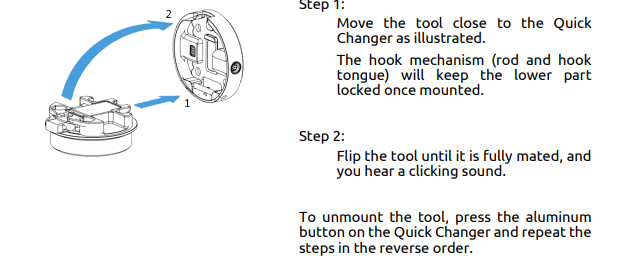 Step 1:
Move the tool close to the Quick
Changer as illustrated.
The hook mechanism (rod and hook
tongue) will keep the lower part
locked once mounted.
2
1
Step 2:
Flip the tool until it is fully mated, and
you hear a clicking sound.
To unmount the tool, press the aluminum
button on the Quick Changer and repeat the
steps in the reverse order.